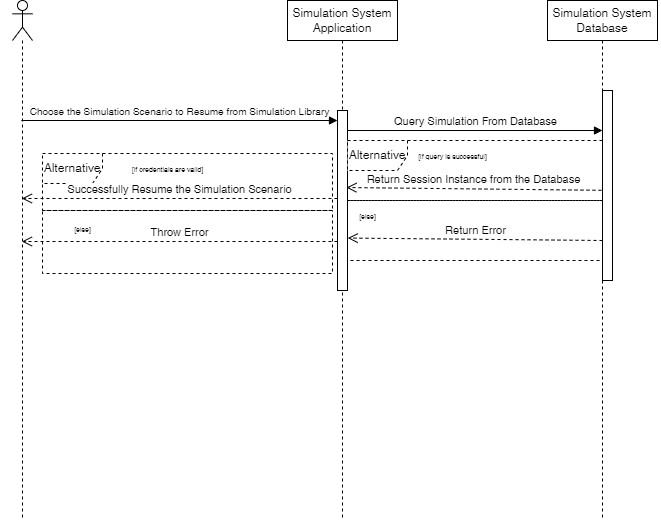 Simulation System
Application
Simulation System
Database
Choose the Simulation Scenario to Resume from Simulation Library
Query Simulation From Database
Alternative
[if query is successful]
Alternative
[if credentials are valid]
Return Session Instance from the Database
Successfully Resume the Simulation Scenario
[else]
[else]
Throw Error
Return Error